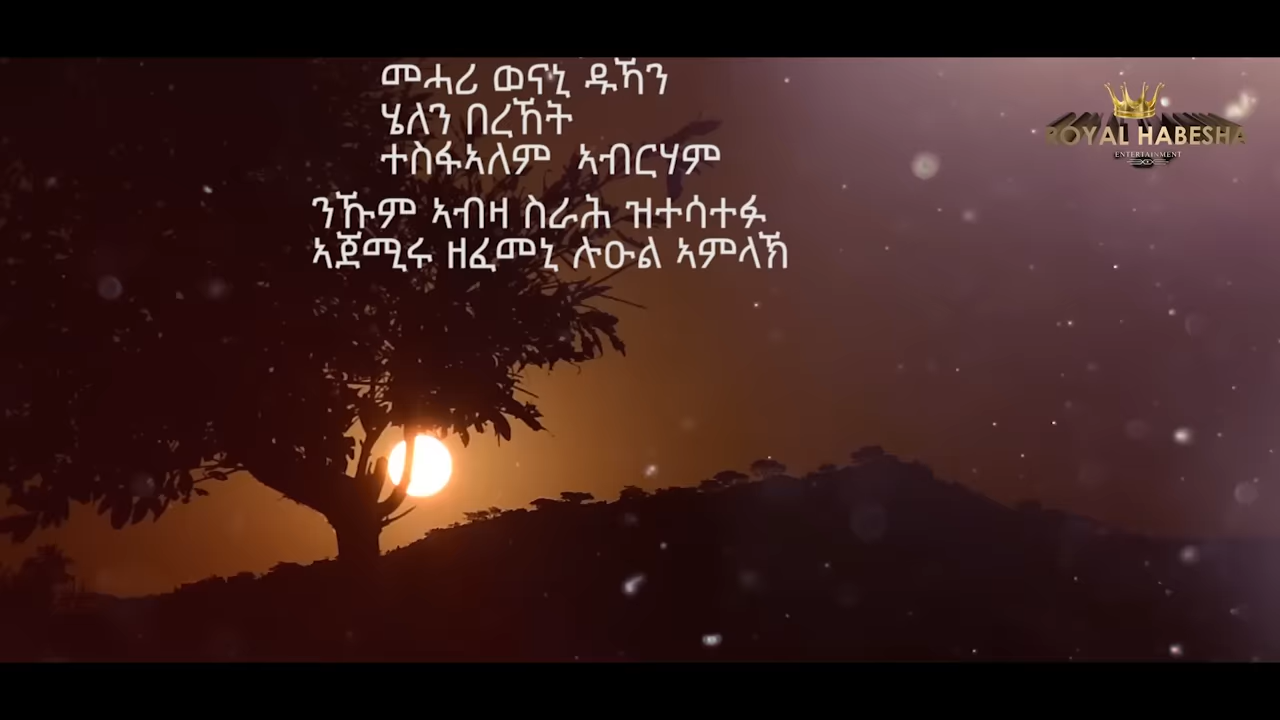 መሓሪ ወናኒ ዱኻን
ሄለን በረኸት
ተስፋኣለም ኣብርሃም
ንኹም ኣብዛ ስራሕ ዝተሳተፉ
ኣጀሚሩ ዘፈመኒ ሉዑል ኣምላኽ
ROYAL HABESHA
ENTERTAINMENT